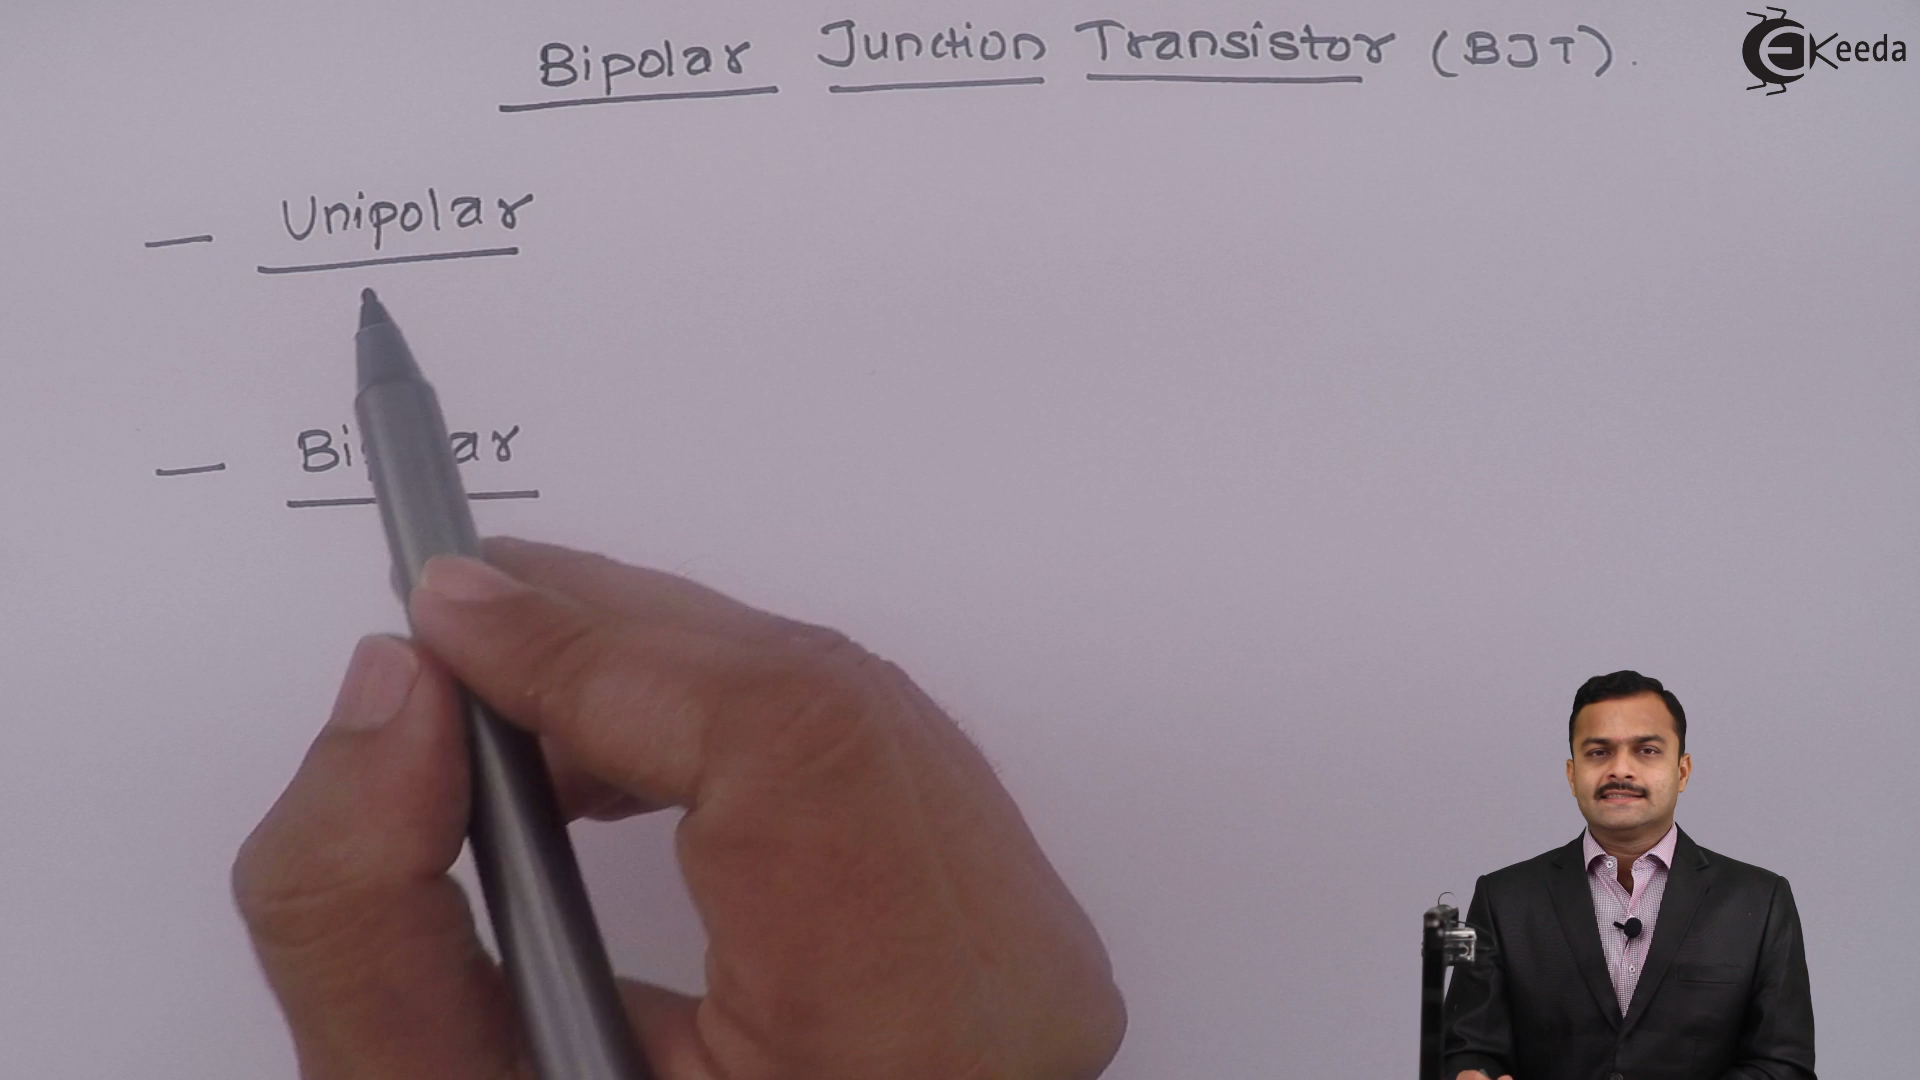 Bipolar Junction Transistor (BJT).
EKeeda
— Unipolar